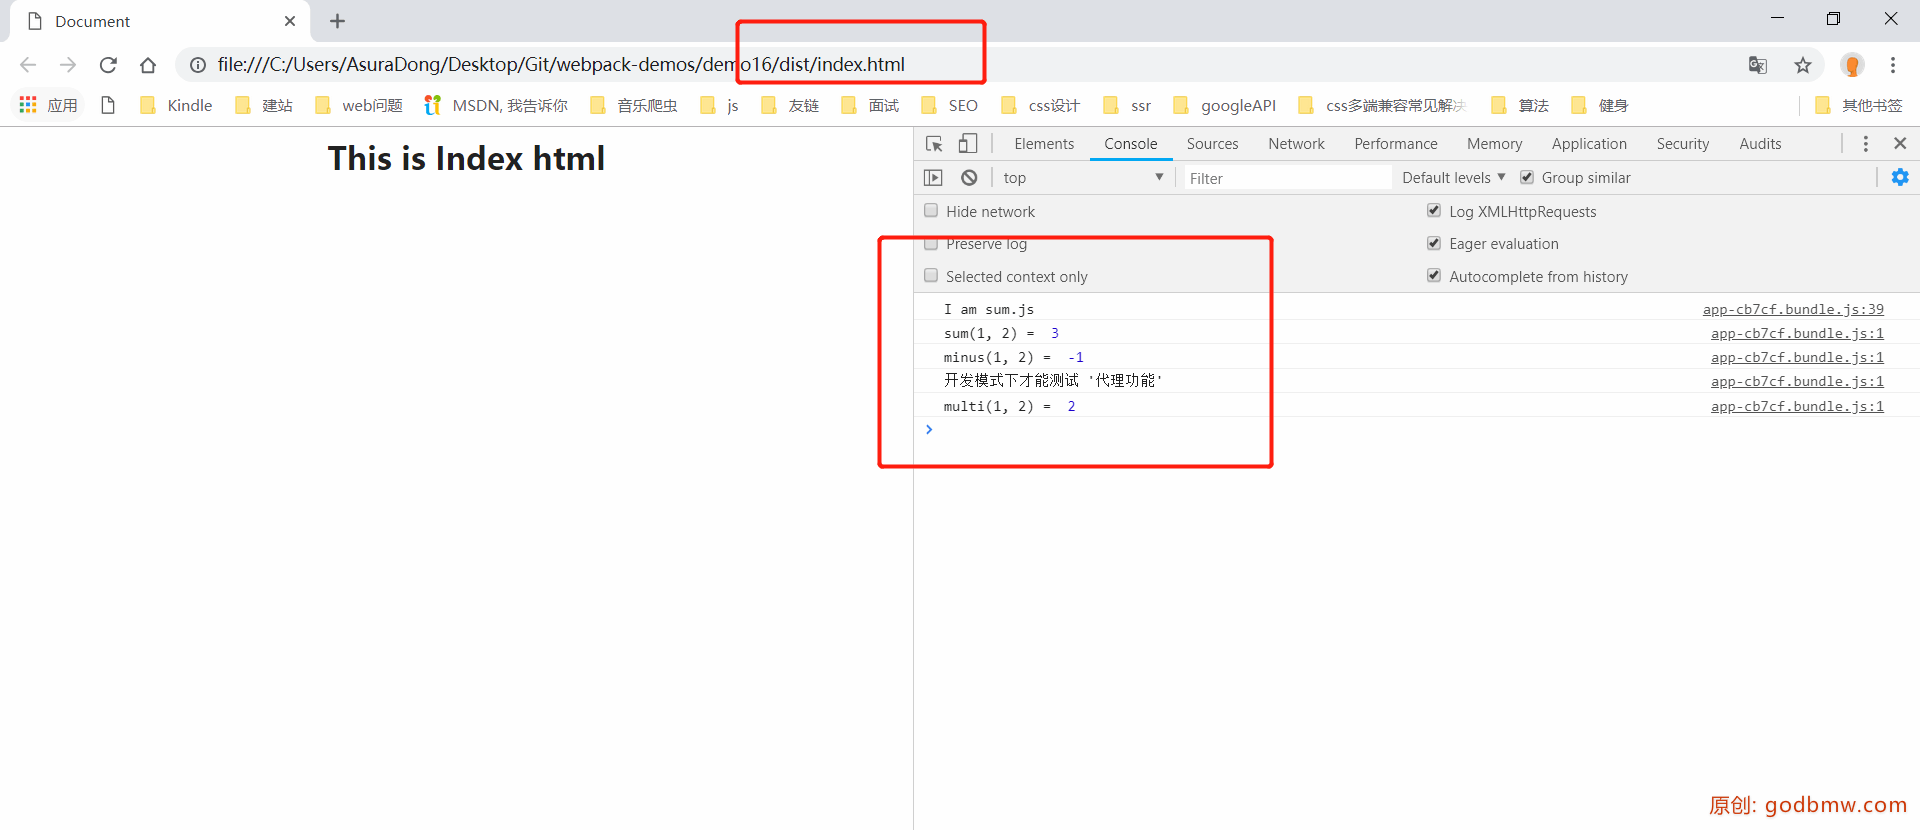 Document
file:///C:/Users/AsuraDong/Desktop/Git/webpack-demos/demo16/dist/index.html
应用 Kindle 建站 web问题 MSDN, 我告诉你 音乐爬虫 js 友链 面试 SEO css设计 ssr googleAPI css多端兼容常见解决 算法 健身 其他书签
This is Index html
Elements Console Sources Network Performance Memory Application Security Audits
top Filter Default levels Group similar
Hide network Log XMLHttpRequests
Preserve log Eager evaluation
Selected context only Autocomplete from history
I am sum.js app-cb7cf.bundle.js:39
sum(1, 2) = 3 app-cb7cf.bundle.js:1
minus(1, 2) = -1 app-cb7cf.bundle.js:1
开发模式下才能测试 '代理功能' app-cb7cf.bundle.js:1
multi(1, 2) = 2 app-cb7cf.bundle.js:1
原创: godbmw.com